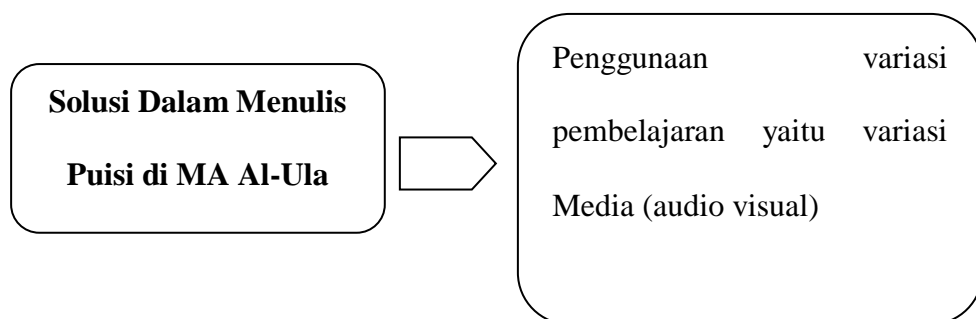 Solusi Dalam Menulis
Puisi di MA Al-Ula
Penggunaan variasi
pembelajaran yaitu variasi
Media (audio visual)